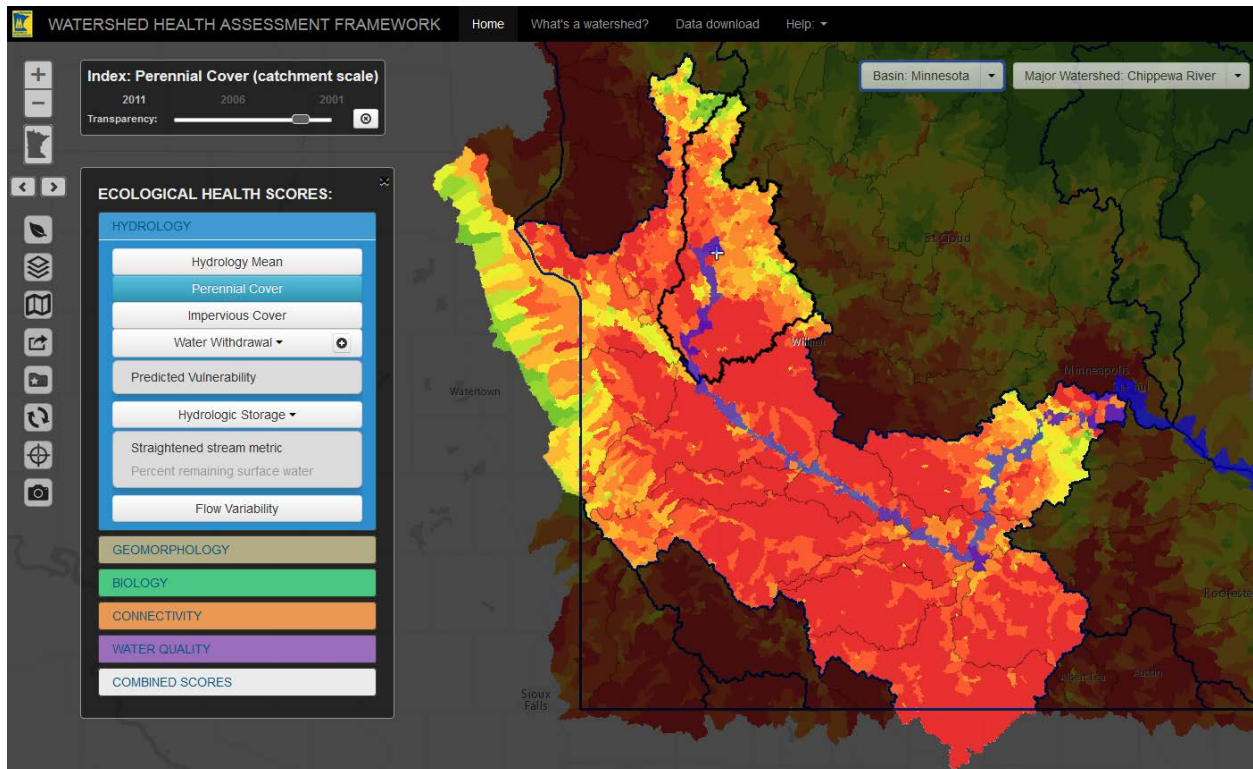 WATERSHED HEALTH ASSESSMENT FRAMEWORK Home What's a watershed? Data download Help:
Index: Perennial Cover (catchment scale)
2011 2006 2001
Transparency:
Basin: Minnesota
Major Watershed: Chippewa River
ECOLOGICAL HEALTH SCORES:
HYDROLOGY
Hydrology Mean
Perennial Cover
Impervious Cover
Water Withdrawal
Predicted Vulnerability
Hydrologic Storage
Straightened stream metric
Percent remaining surface water
Flow Variability
GEOMORPHOLOGY
BIOLOGY
CONNECTIVITY
WATER QUALITY
COMBINED SCORES
St Cloud
Willmar
Minneapolis
Watertown
Sioux
Falls
Albert Lea
Austin